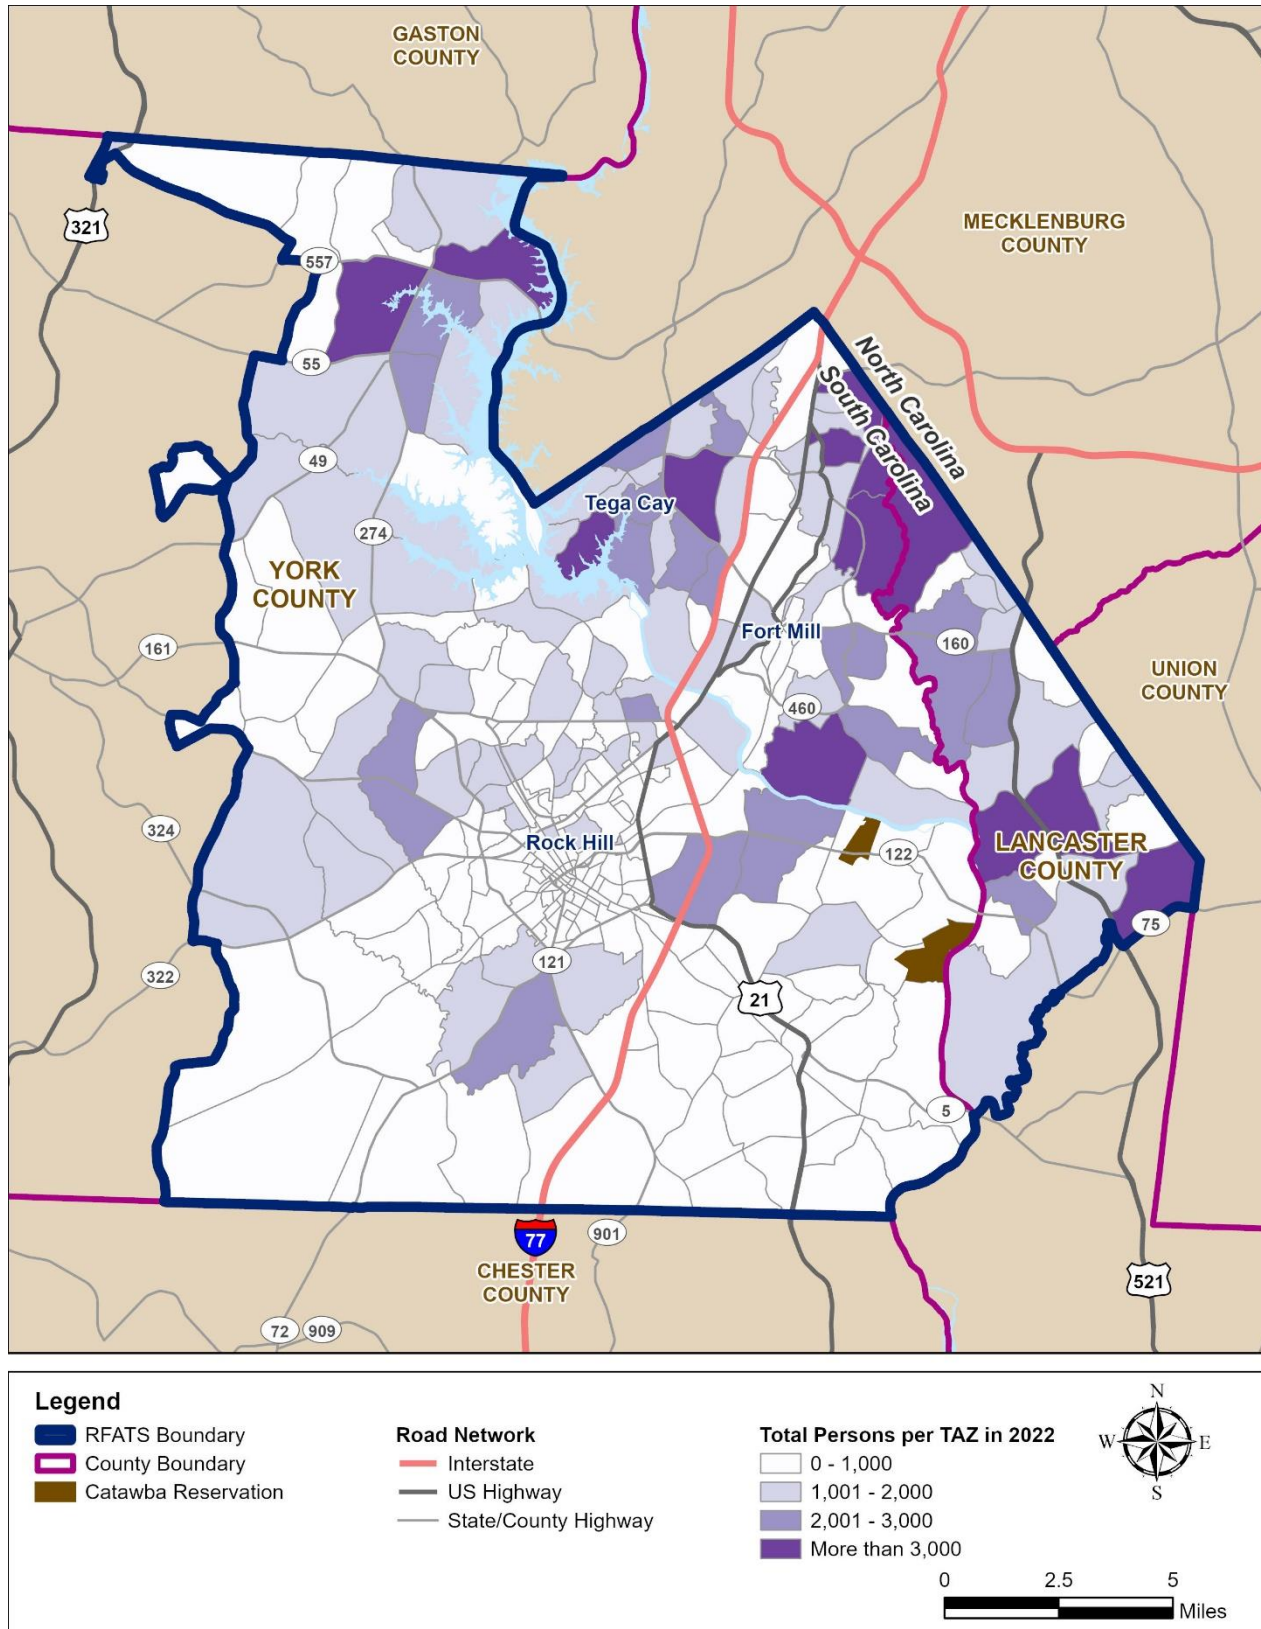 GASTON
COUNTY
MECKLENBURG
COUNTY
321
557
North Carolina
South Carolina
55
49
Tega Cay
274
YORK
COUNTY
Fort Mill
160
161
UNION
COUNTY
460
324
Rock Hill
LANCASTER
COUNTY
122
75
322
121
21
5
77
901
CHESTER
COUNTY
521
72
909
Legend
RFATS Boundary
County Boundary
Catawba Reservation
Road Network
Interstate
US Highway
State/County Highway
Total Persons per TAZ in 2022
0 - 1,000
1,001 - 2,000
2,001 - 3,000
More than 3,000
N
W
E
S
0 2.5 5
Miles